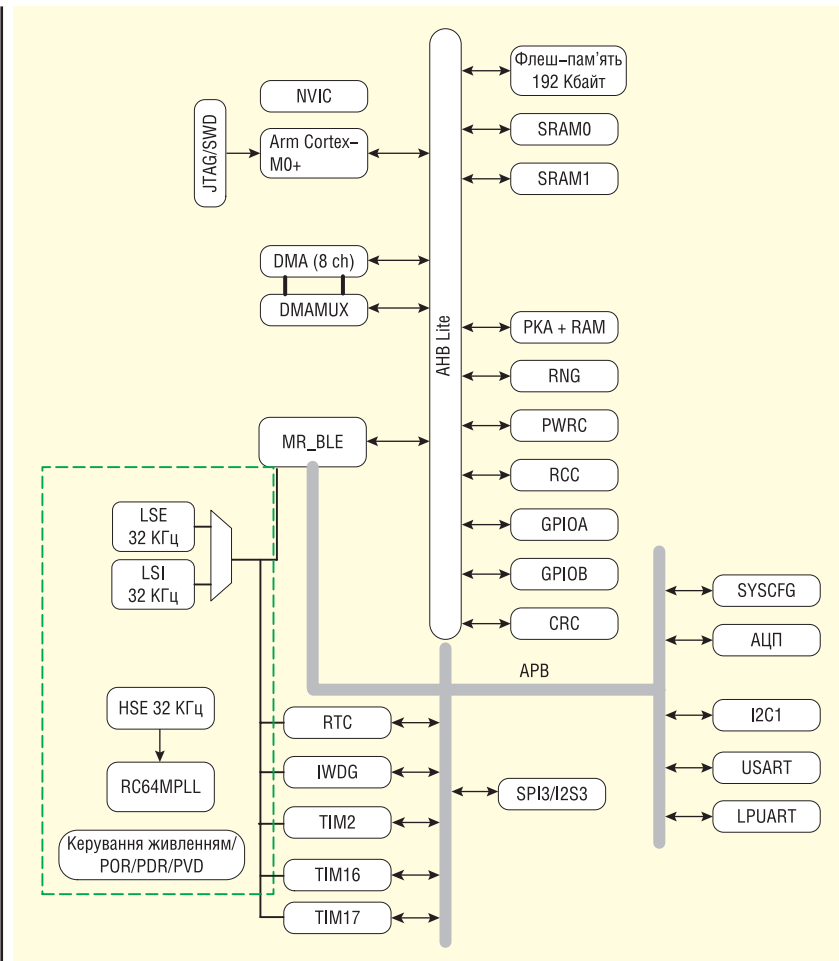 Флеш–пам'ять
192 Кбайт
NVIC
JTAG/SWD
Arm Cortex–
M0+
SRAM0
SRAM1
DMA (8 ch)
DMAMUX
AHB Lite
PKA + RAM
RNG
MR_BLE
PWRC
RCC
LSE
32 КГц
GPIOA
LSI
32 КГц
GPIOB
SYSCFG
CRC
АЦП
APB
HSE 32 КГц
RTC
I2C1
RC64MPLL
IWDG
USART
SPI3/I2S3
TIM2
LPUART
Керування живленням/
POR/PDR/PVD
TIM16
TIM17